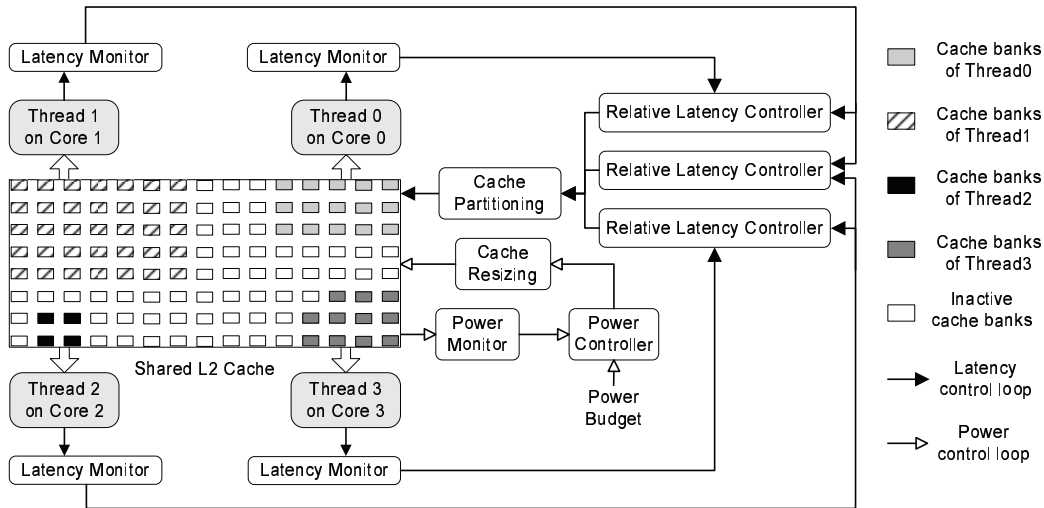 Latency Monitor
Latency Monitor
Thread 1
on Core 1
Thread 0
on Core 0
Relative Latency Controller
Relative Latency Controller
Relative Latency Controller
Cache
Partitioning
Cache
Resizing
Power
Monitor
Power
Controller
Power
Budget
Shared L2 Cache
Thread 2
on Core 2
Thread 3
on Core 3
Latency Monitor
Latency Monitor
Cache banks
of Thread0
Cache banks
of Thread1
Cache banks
of Thread2
Cache banks
of Thread3
Inactive
cache banks
Latency
control loop
Power
control loop